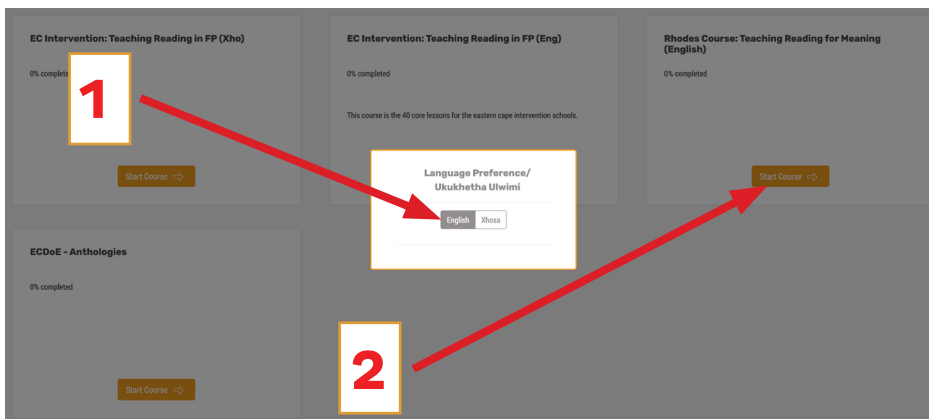 EC Intervention: Teaching Reading in FP (Xho)
0% complete
1
Start Course
EC Intervention: Teaching Reading in FP (Eng)
0% completed
This course is the 40 core lessons for the eastern cape intervention schools.
Rhodes Course: Teaching Reading for Meaning
(English)
0% completed
Start Course
Language Preference/
Ukukhetha Ulwimi
English Xhosa
ECDoE - Anthologies
0% completed
Start Course
2